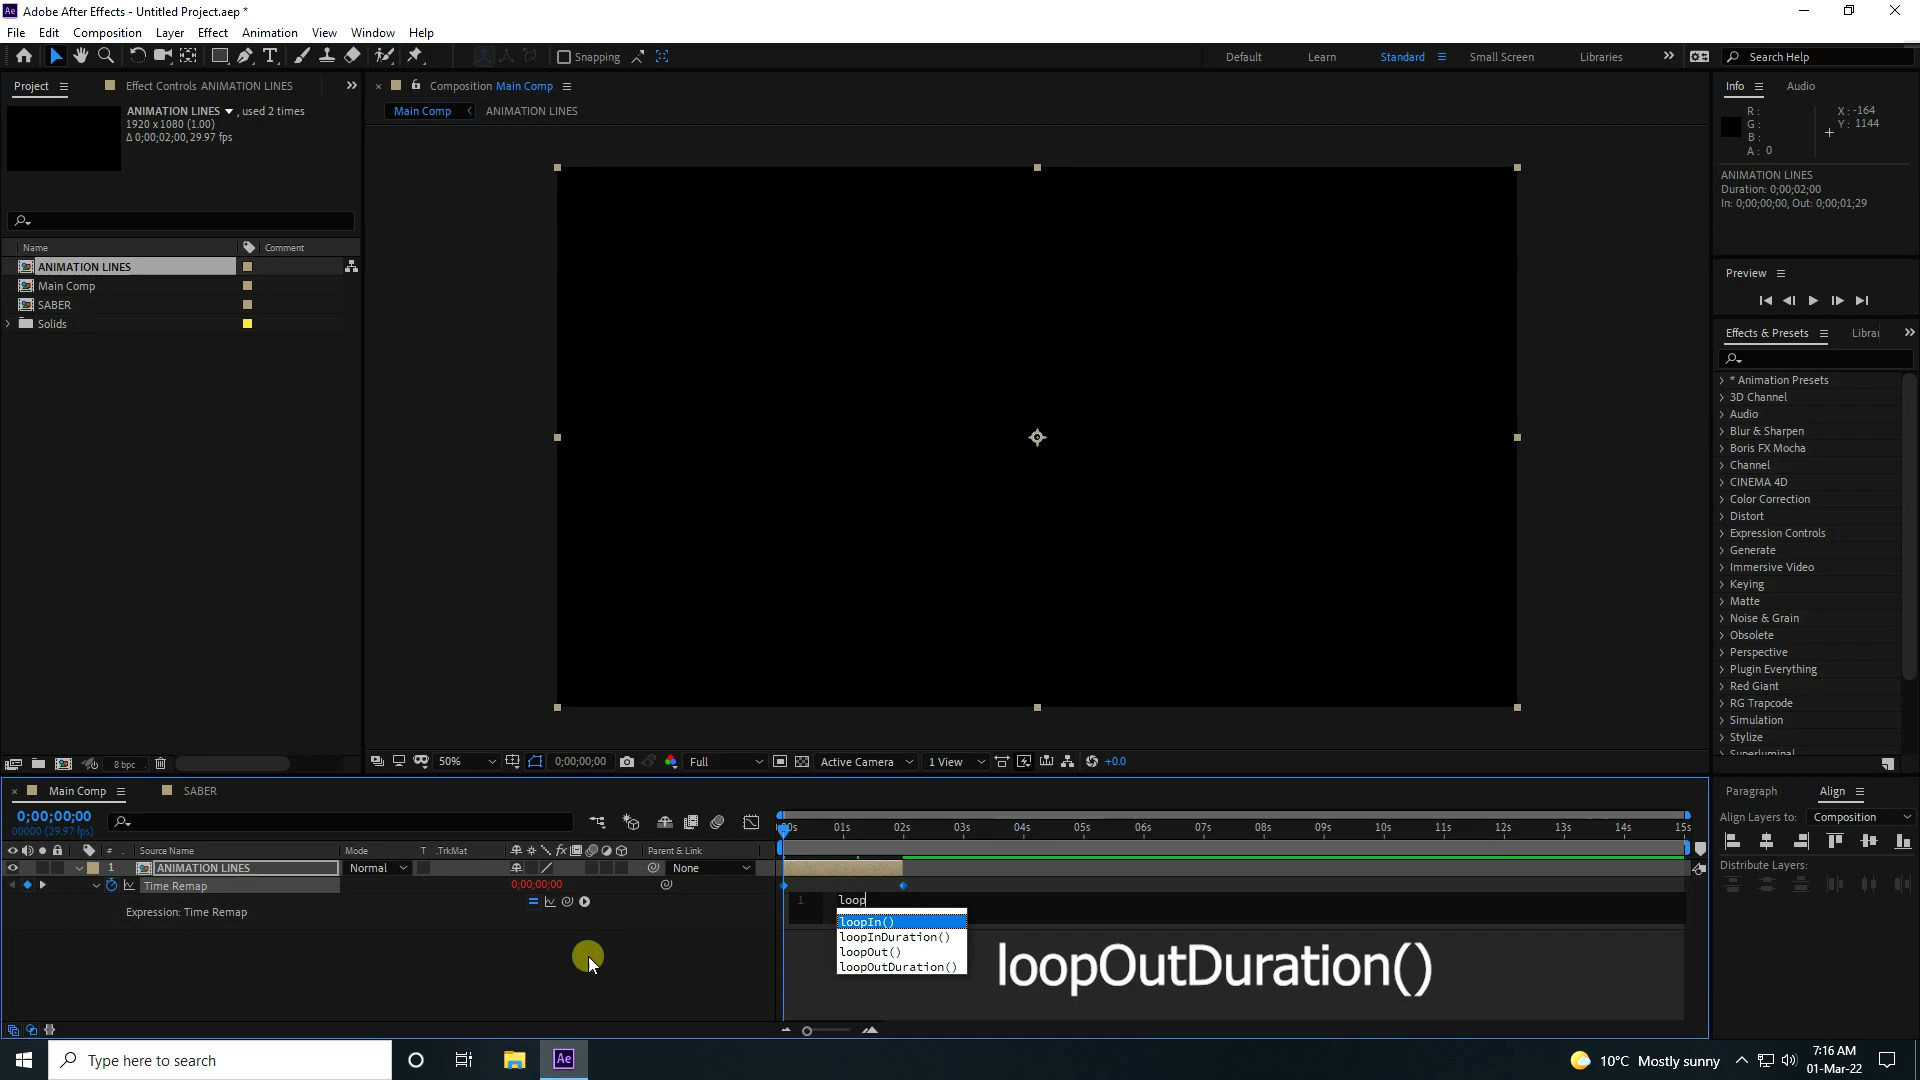 Adobe After Effects - Untitled Project.aep *
File Edit Composition Layer Effect Animation View Window Help
Snapping
Default Learn Standard Small Screen Libraries
Search Help
Project
Effect Controls ANIMATION LINES
ANIMATION LINES , used 2 times
1920 x 1080 (1.00)
Δ 0;00;02;00, 29.97 fps
Name Comment
ANIMATION LINES
Main Comp
SABER
Solids
8 bpc
Composition Main Comp
Main Comp ANIMATION LINES
50% 0;00;00;00 Full Active Camera 1 View +0.0
Info Audio
R: X: -164
G: Y: 1144
B:
A: 0
ANIMATION LINES
Duration: 0;00;02;00
In: 0;00;00;00, Out: 0;00;01;29
Preview
Effects & Presets
* Animation Presets
3D Channel
Audio
Blur & Sharpen
Boris FX Mocha
Channel
CINEMA 4D
Color Correction
Distort
Expression Controls
Generate
Immersive Video
Keying
Matte
Noise & Grain
Obsolete
Perspective
Plugin Everything
Red Giant
RG Trapcode
Simulation
Stylize
Paragraph Align
Align Layers to: Composition
Distribute Layers:
Main Comp SABER
0;00;00;00
00000 (29.97 fps)
01s 02s 03s 04s 05s 06s 07s 08s 09s 10s 11s 12s 13s 14s 15s
# Source Name Mode T .TrkMat Parent & Link
1 ANIMATION LINES Normal None
Time Remap 0;00;00;00
Expression: Time Remap
1 loop
loopIn()
loopInDuration()
loopOut()
loopOutDuration()
loopOutDuration()
Type here to search
10°C Mostly sunny
7:16 AM
01-Mar-22